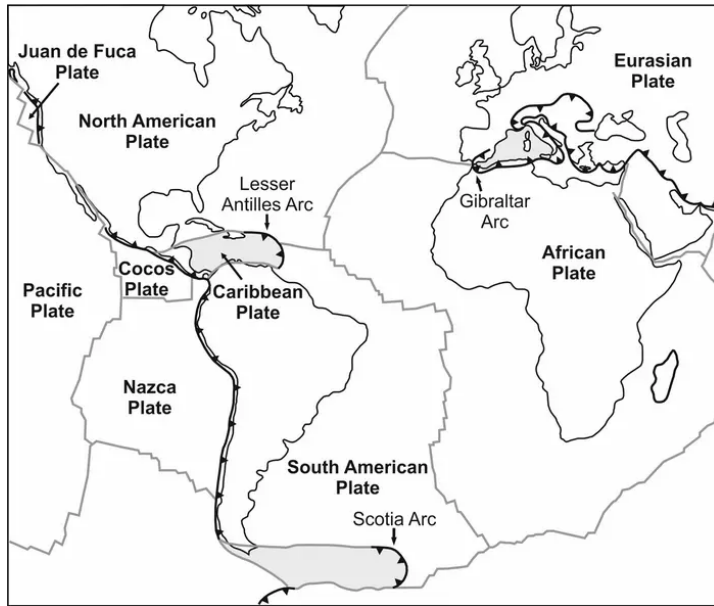 Juan de Fuca
Plate
North American
Plate
Eurasian
Plate
Lesser
Antilles Arc
Gibraltar
Arc
African
Plate
Cocos
Plate
Caribbean
Plate
Pacific
Plate
Nazca
Plate
South American
Plate
Scotia Arc